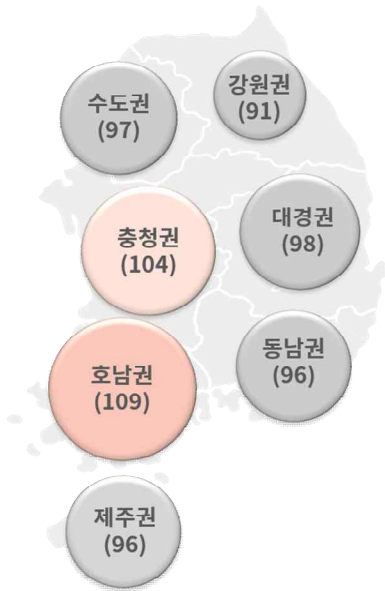 수도권
(97)
강원권
(91)
충청권
(104)
대경권
(98)
호남권
(109)
동남권
(96)
제주권
(96)